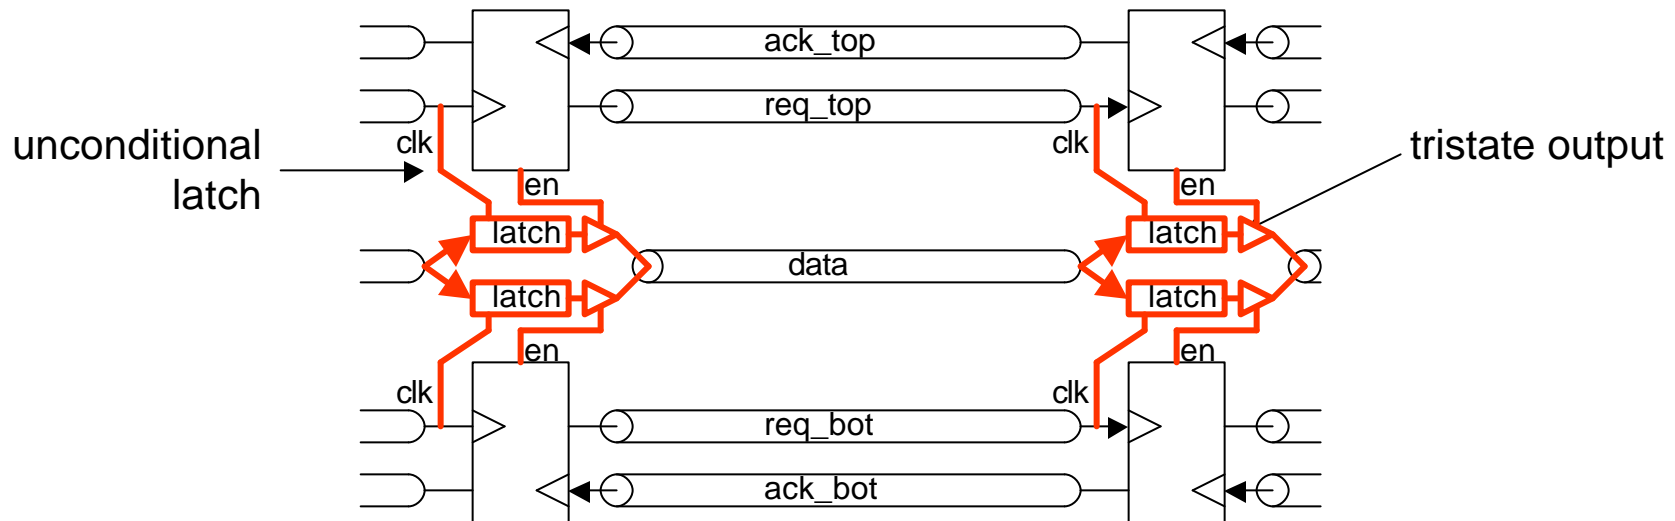 ack_top
req_top
clk
clk
unconditional
latch
tristate output
en
en
latch
latch
data
latch
latch
en
en
clk
clk
req_bot
ack_bot